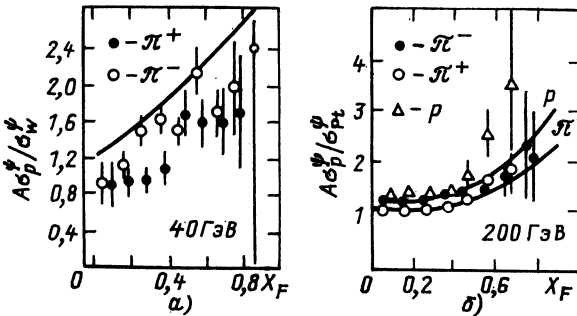 Aσ_p^ψ/σ_w^ψ
2,4
2,0
1,6
1,2
0,8
0,4
0
● - π⁺
○ - π⁻
40 ГэВ
0 0,4 0,8 X_F
а)
Aσ_p^ψ/σ_Pt^ψ
4
2
1
● - π⁻
○ - π⁺
△ - p
p
π
200 ГэВ
0 0,2 0,6 X_F
б)